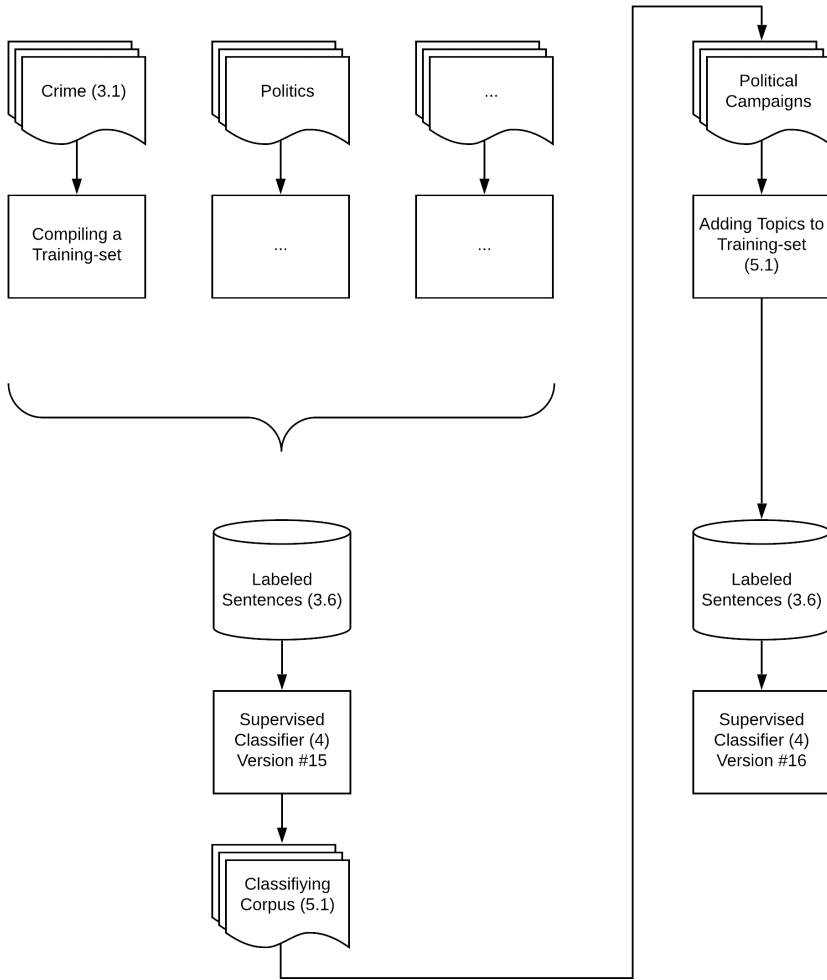 Crime (3.1)
Politics
...
Political
Campaigns
Compiling a
Training-set
...
...
Adding Topics to
Training-set
(5.1)
Labeled
Sentences (3.6)
Labeled
Sentences (3.6)
Supervised
Classifier (4)
Version #15
Supervised
Classifier (4)
Version #16
Classifiying
Corpus (5.1)